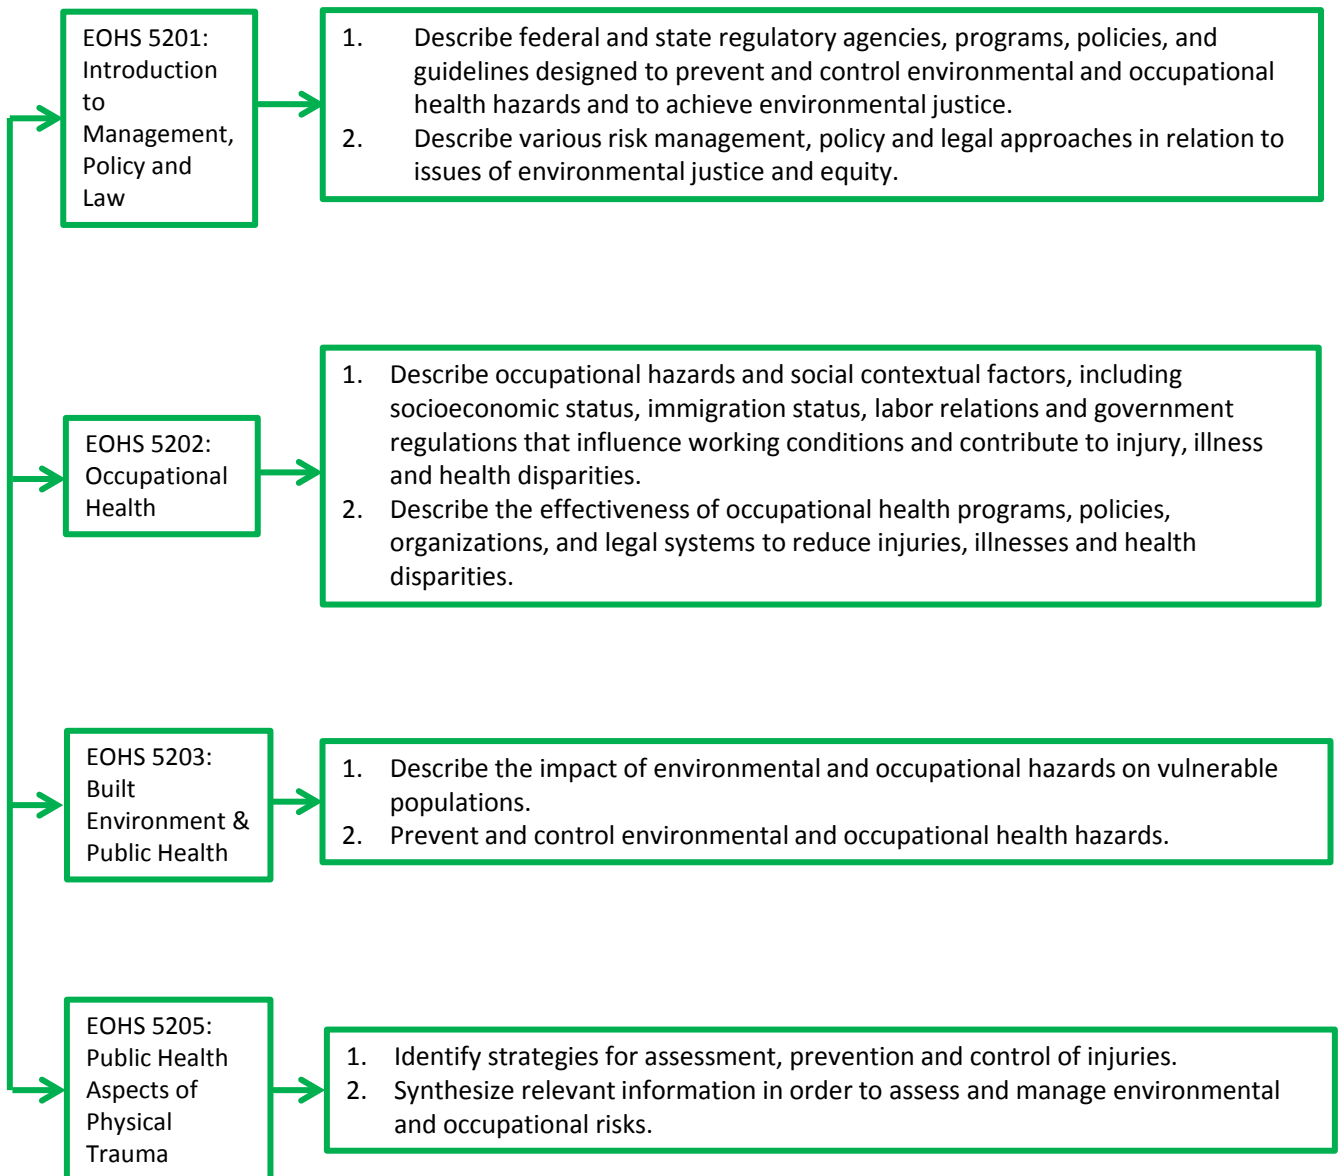 EOHS 5201:
Introduction
to
Management,
Policy and
Law
1. Describe federal and state regulatory agencies, programs, policies, and
guidelines designed to prevent and control environmental and occupational
health hazards and to achieve environmental justice.
2. Describe various risk management, policy and legal approaches in relation to
issues of environmental justice and equity.
EOHS 5202:
Occupational
Health
1. Describe occupational hazards and social contextual factors, including
socioeconomic status, immigration status, labor relations and government
regulations that influence working conditions and contribute to injury, illness
and health disparities.
2. Describe the effectiveness of occupational health programs, policies,
organizations, and legal systems to reduce injuries, illnesses and health
disparities.
EOHS 5203:
Built
Environment &
Public Health
1. Describe the impact of environmental and occupational hazards on vulnerable
populations.
2. Prevent and control environmental and occupational health hazards.
EOHS 5205:
Public Health
Aspects of
Physical
Trauma
1. Identify strategies for assessment, prevention and control of injuries.
2. Synthesize relevant information in order to assess and manage environmental
and occupational risks.